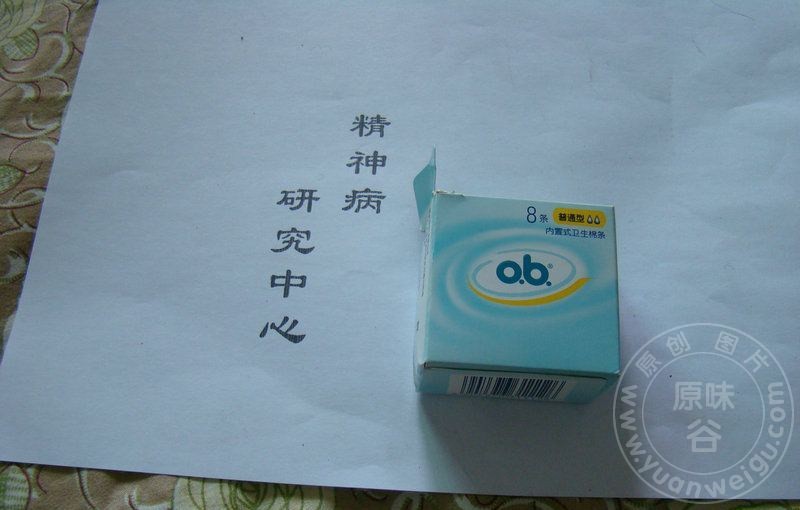 精神病
研究中心
8条 普通型
内置式卫生棉条
o.b.®
原创图片
原味谷
www.yuanweigu.com